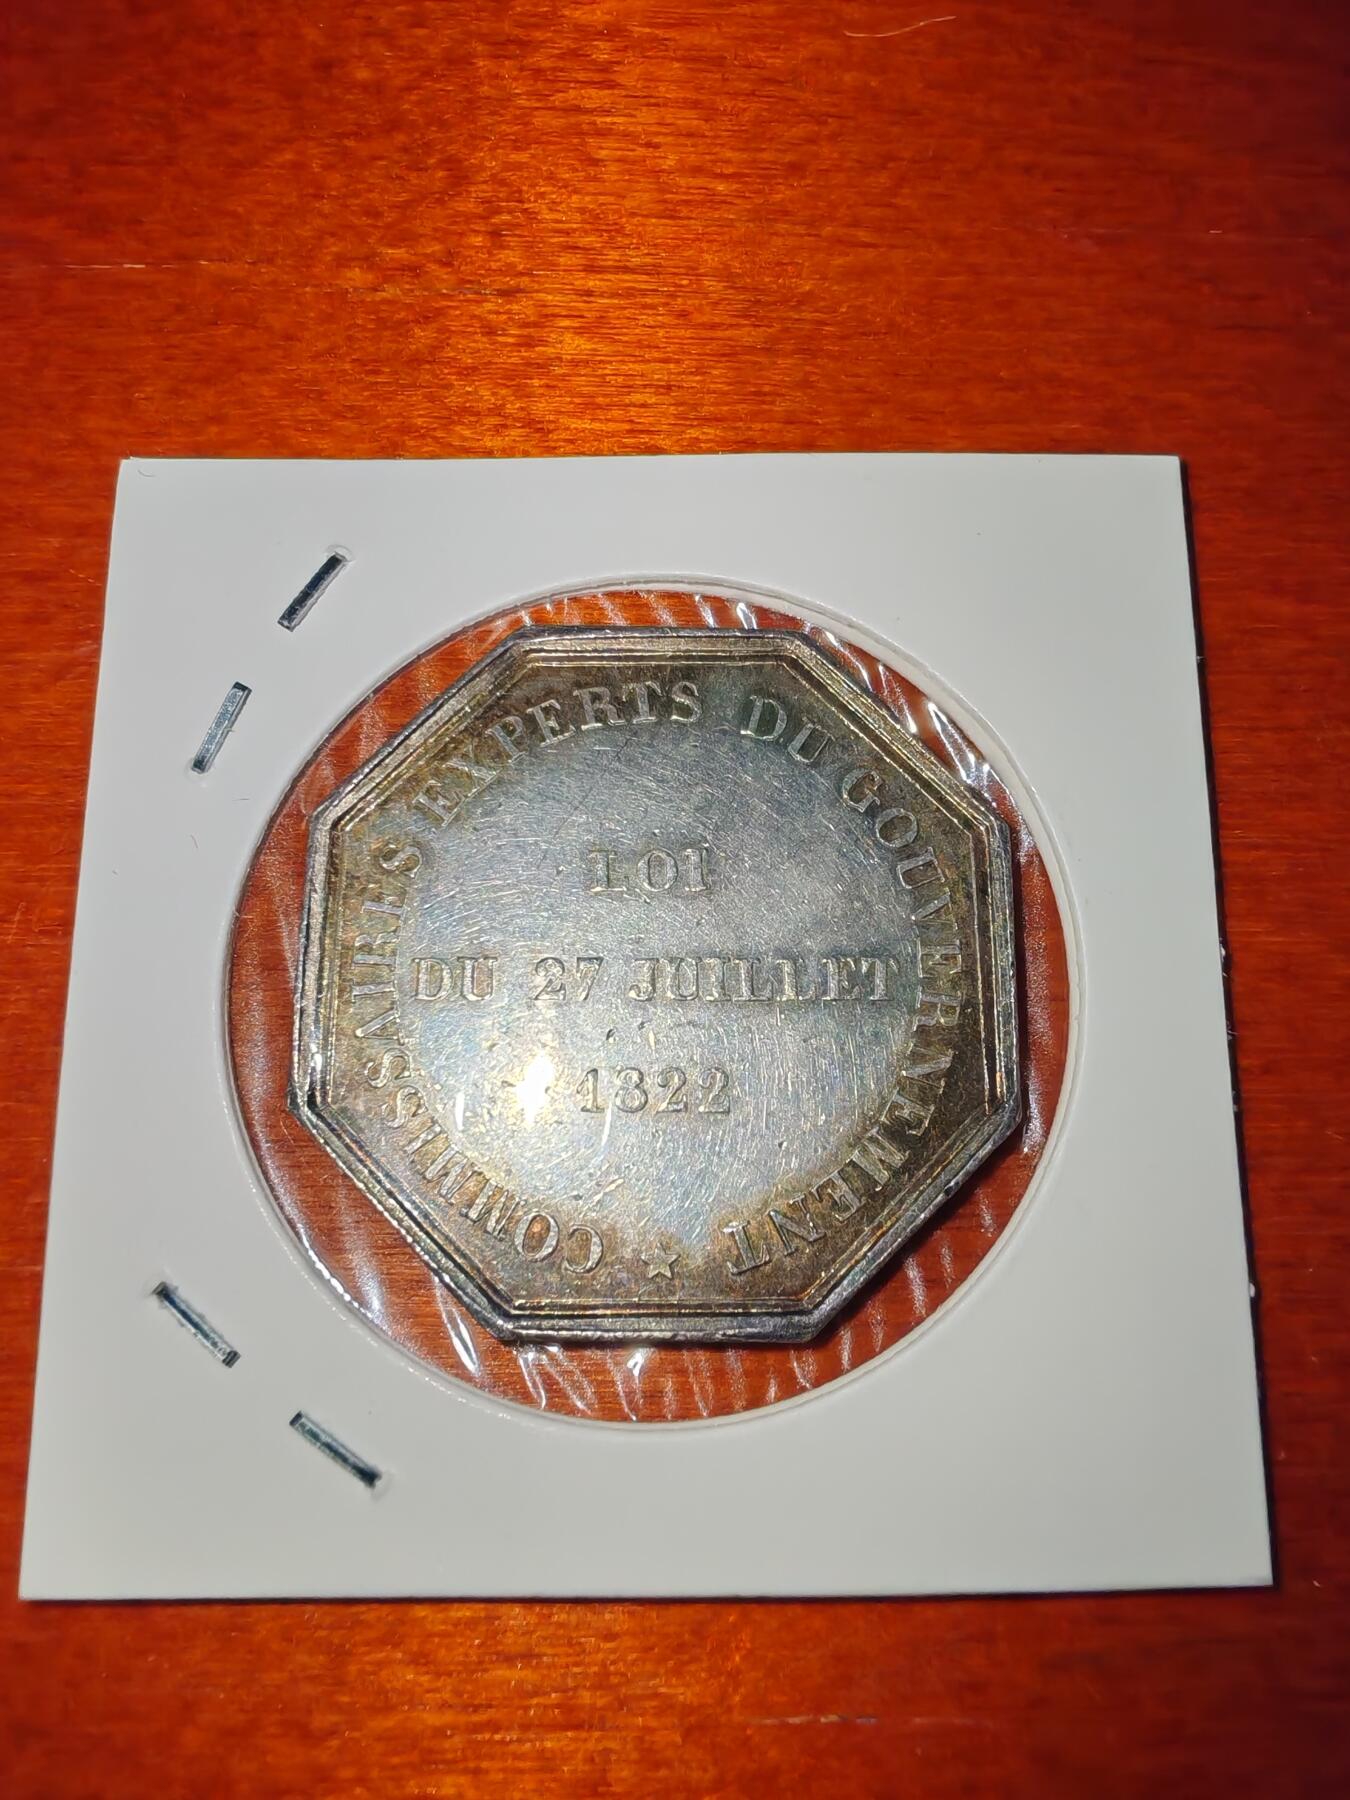 COMMISSAIRES EXPERTS DU GOUVERNEMENT
LOI
DU 27 JUILLET
1822